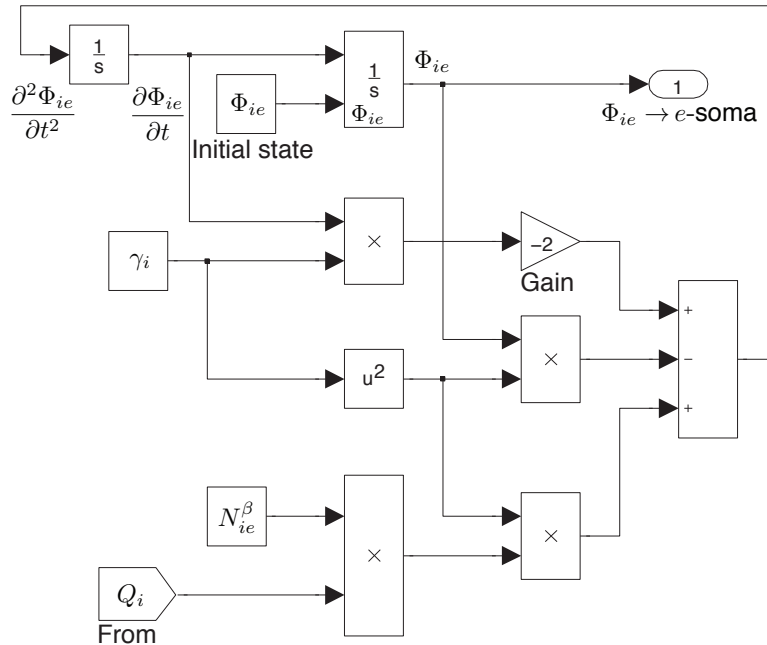 1/s
∂²Φ_ie/∂t²
∂Φ_ie/∂t
Φ_ie
Initial state
1/s
Φ_ie
Φ_ie
1
Φ_ie → e-soma
γ_i
×
−2
Gain
+
−
+
×
u²
N_ie^β
×
×
Q_i
From